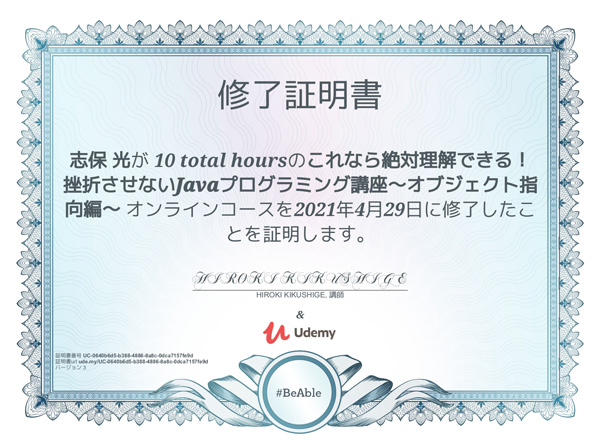 修了証明書
志保 光が 10 total hoursのこれなら絶対理解できる！
挫折させないJavaプログラミング講座〜オブジェクト指
向編〜 オンラインコースを2021年4月29日に修了したこ
とを証明します。
HIROKI KIKUSHIGE
HIROKI KIKUSHIGE, 講師
&
Udemy
証明書番号 UC-0640b6d5-b388-4886-8a8c-0dca7157fe9d
証明書url ude.my/UC-0640b6d5-b388-4886-8a8c-0dca7157fe9d
バージョン 3
#BeAble